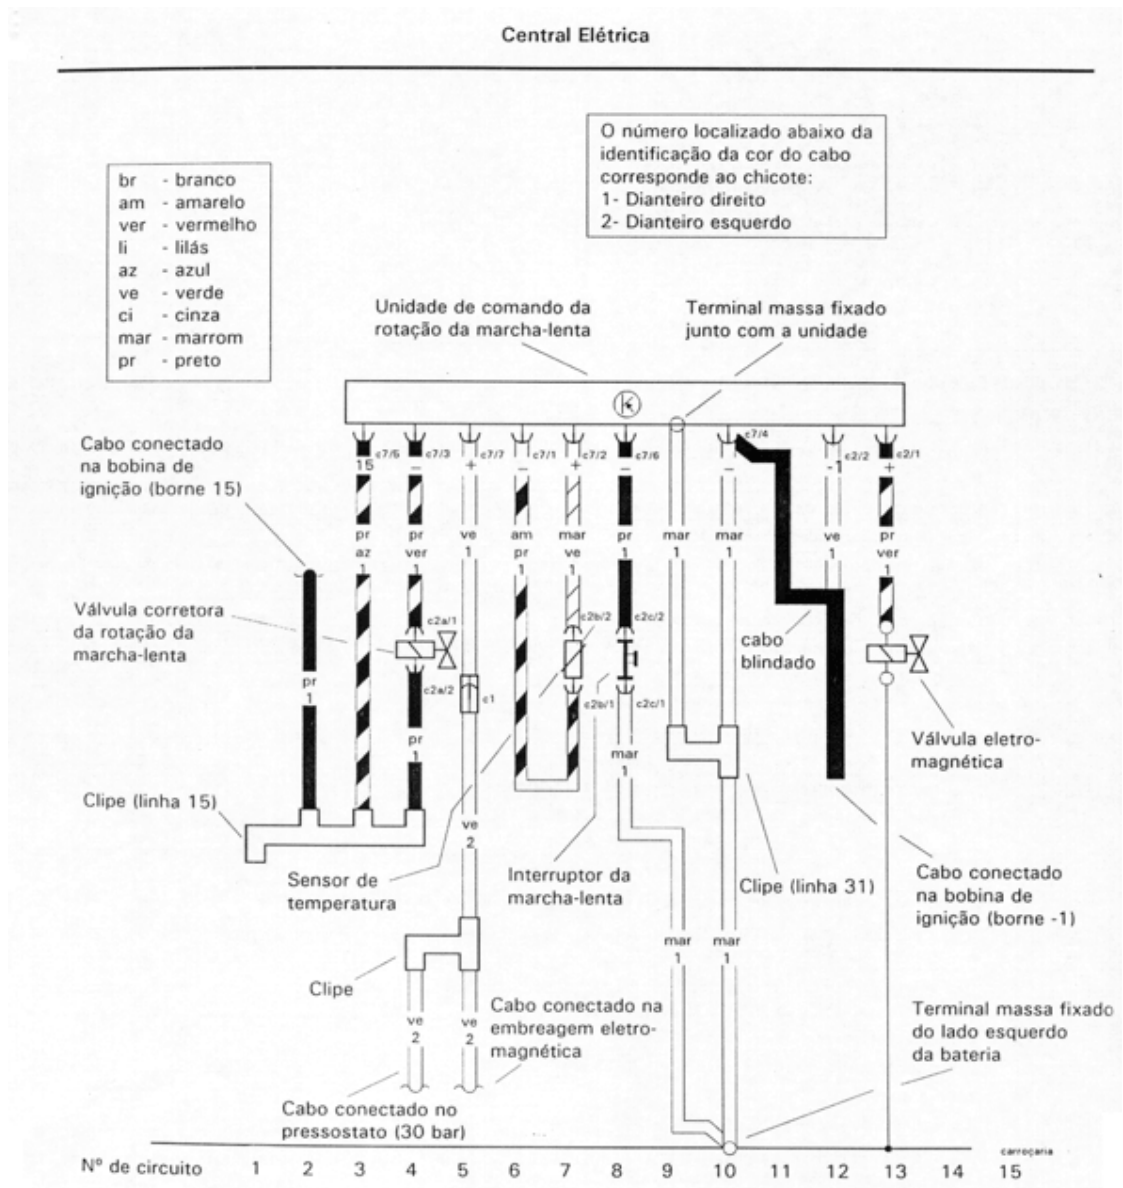 Central Elétrica
O número localizado abaixo da
identificação da cor do cabo
corresponde ao chicote:
1- Dianteiro direito
2- Dianteiro esquerdo
br - branco
am - amarelo
ver - vermelho
li - lilás
az - azul
ve - verde
ci - cinza
mar - marrom
pr - preto
Unidade de comando da
rotação da marcha-lenta
Terminal massa fixado
junto com a unidade
K
Cabo conectado
na bobina de
ignição (borne 15)
c7/5
c7/3
c7/7
c7/1
c7/2
c7/6
c7/4
c2/2
c2/1
15
-
+
-
+
-
-
-1
+
pr
az
1
pr
ver
1
ve
1
am
pr
1
mar
ve
1
pr
1
mar
1
mar
1
ve
1
pr
ver
1
Válvula corretora
da rotação da
marcha-lenta
c2a/1
c2a/2
c1
c2b/2
c2b/1
c2c/2
c2c/1
cabo
blindado
pr
1
pr
1
mar
1
Válvula eletro-
magnética
Clipe (linha 15)
ve
2
Sensor de
temperatura
Interruptor da
marcha-lenta
Clipe (linha 31)
Cabo conectado
na bobina de
ignição (borne -1)
mar
1
mar
1
Clipe
ve
2
ve
2
Cabo conectado na
embreagem eletro-
magnética
Terminal massa fixado
do lado esquerdo
da bateria
Cabo conectado no
pressostato (30 bar)
carroçaria
Nº de circuito 1 2 3 4 5 6 7 8 9 10 11 12 13 14 15